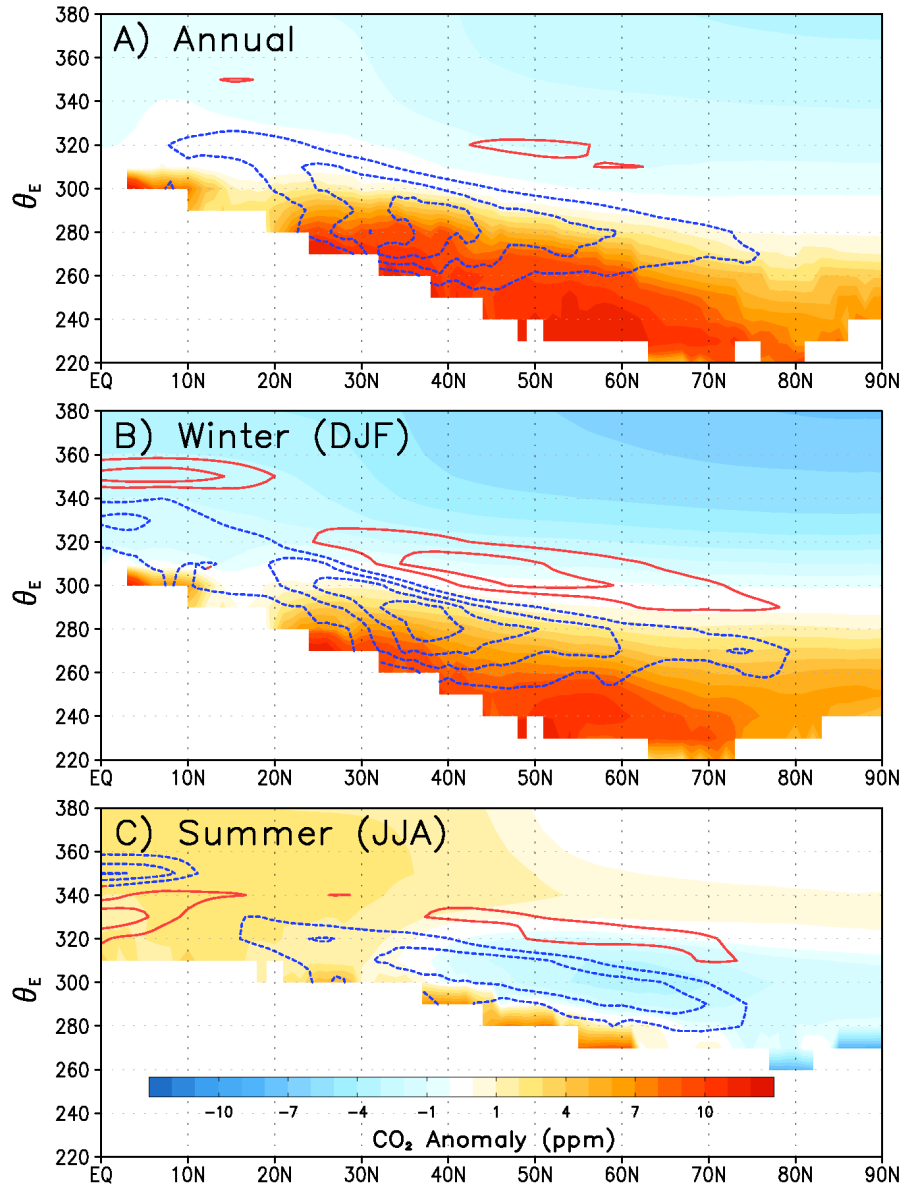 A) Annual
380
360
340
320
300
280
260
240
220
θE
EQ 10N 20N 30N 40N 50N 60N 70N 80N 90N
B) Winter (DJF)
380
360
340
320
300
280
260
240
220
θE
EQ 10N 20N 30N 40N 50N 60N 70N 80N 90N
C) Summer (JJA)
380
360
340
320
300
280
260
240
220
θE
-10 -7 -4 -1 1 4 7 10
CO₂ Anomaly (ppm)
EQ 10N 20N 30N 40N 50N 60N 70N 80N 90N